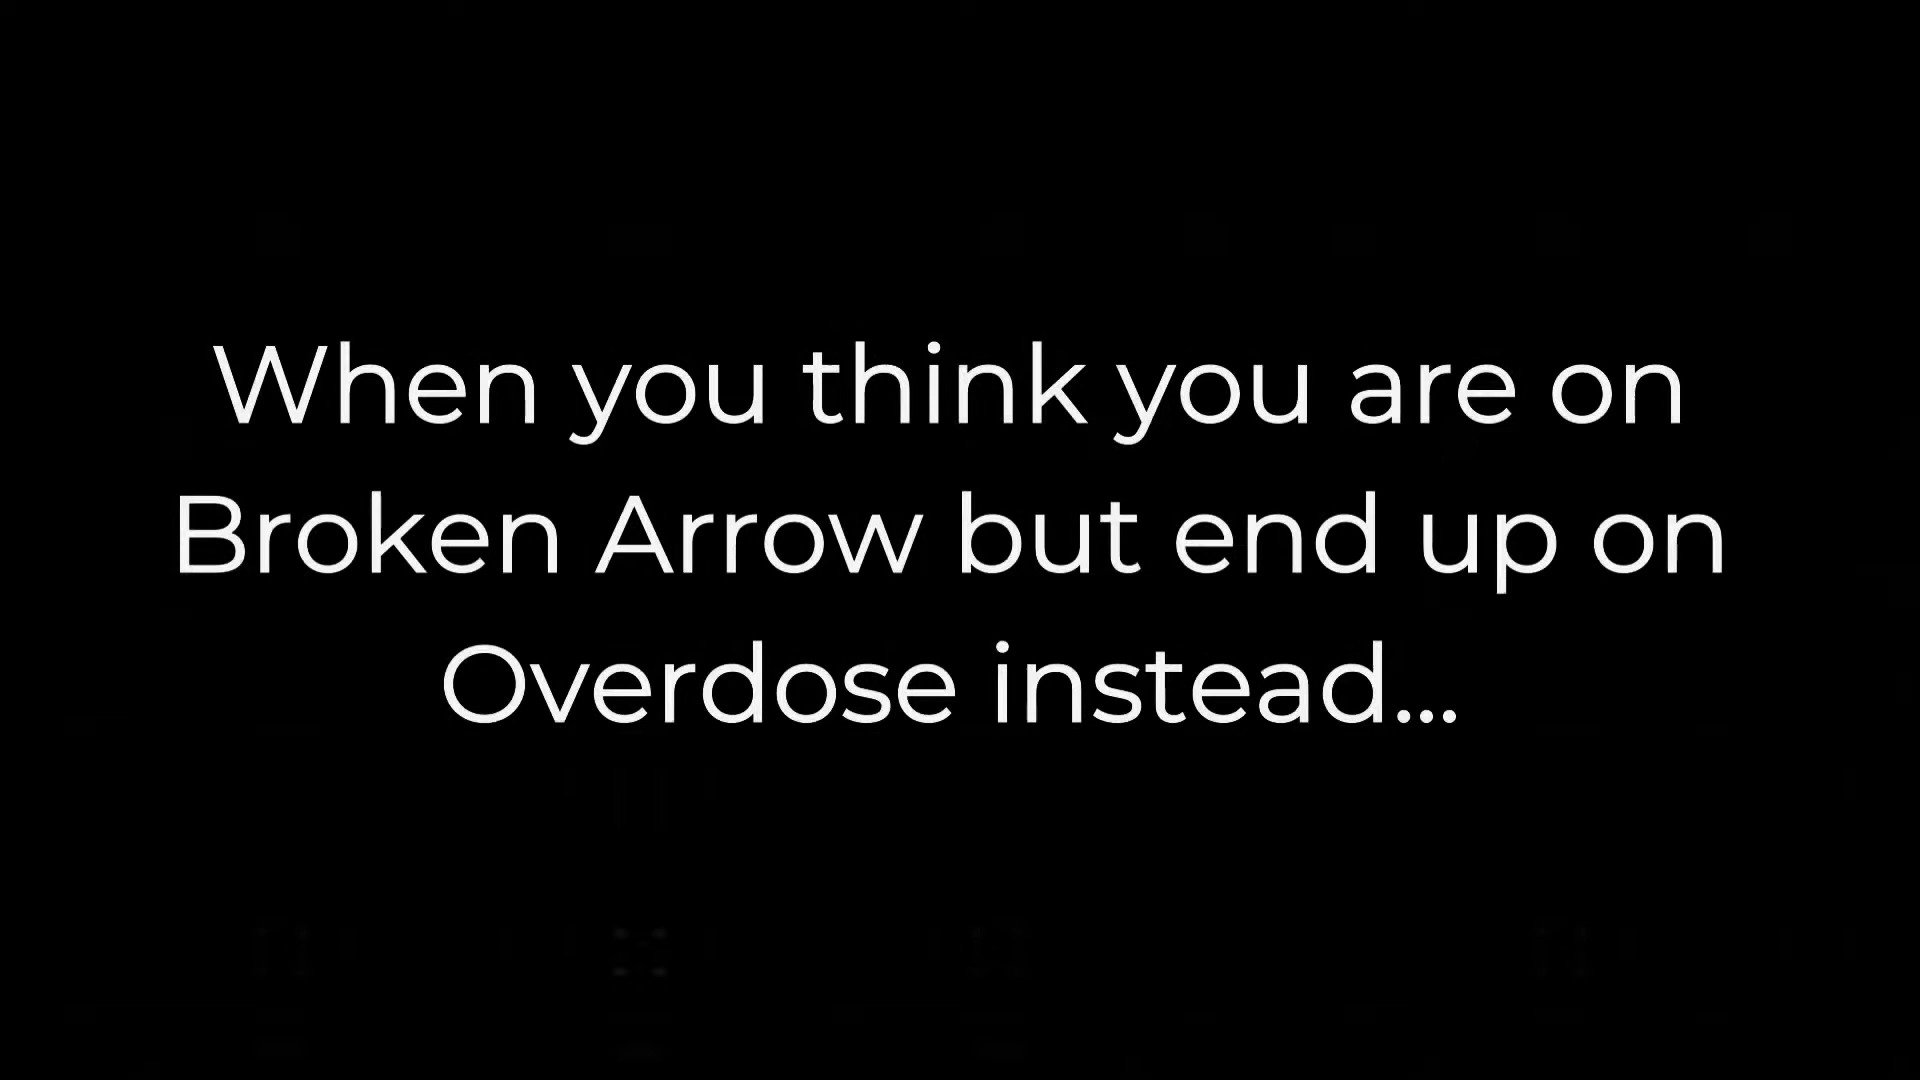 When you think you are on
Broken Arrow but end up on
Overdose instead...